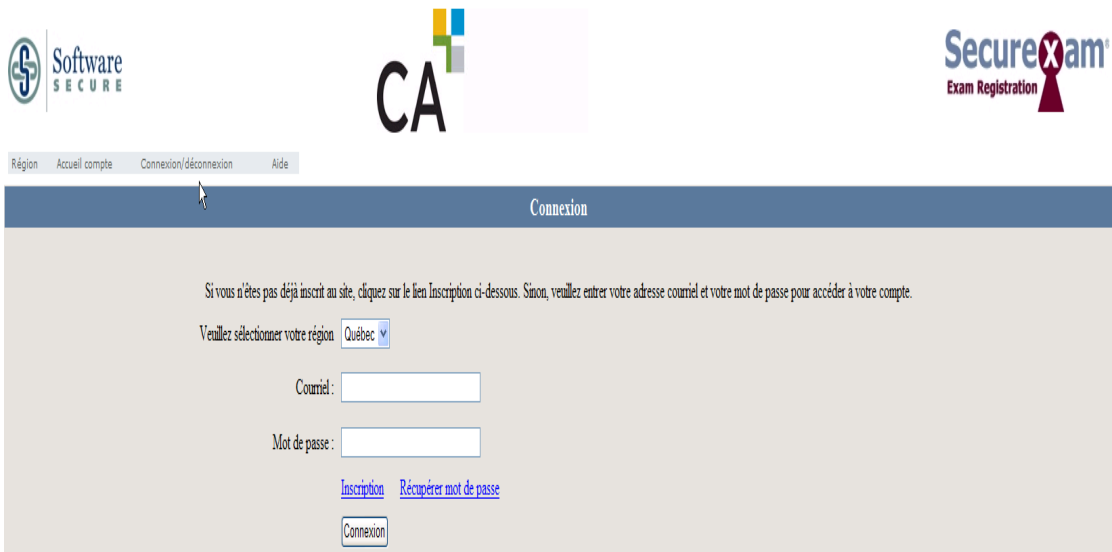 Software
SECURE
CA
Securexam
Exam Registration
Région Accueil compte Connexion/déconnexion Aide
Connexion
Si vous n'êtes pas déjà inscrit au site, cliquez sur le lien Inscription ci-dessous. Sinon, veuillez entrer votre adresse courriel et votre mot de passe pour accéder à votre compte.
Veuillez sélectionner votre région Québec
Courriel :
Mot de passe :
Inscription Récupérer mot de passe
Connexion